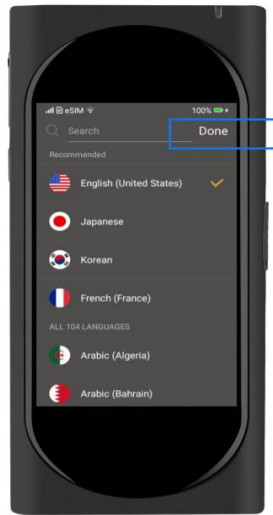 eSIM 100%
Search Done
Recommended
English (United States)
Japanese
Korean
French (France)
ALL 104 LANGUAGES
Arabic (Algeria)
Arabic (Bahrain)